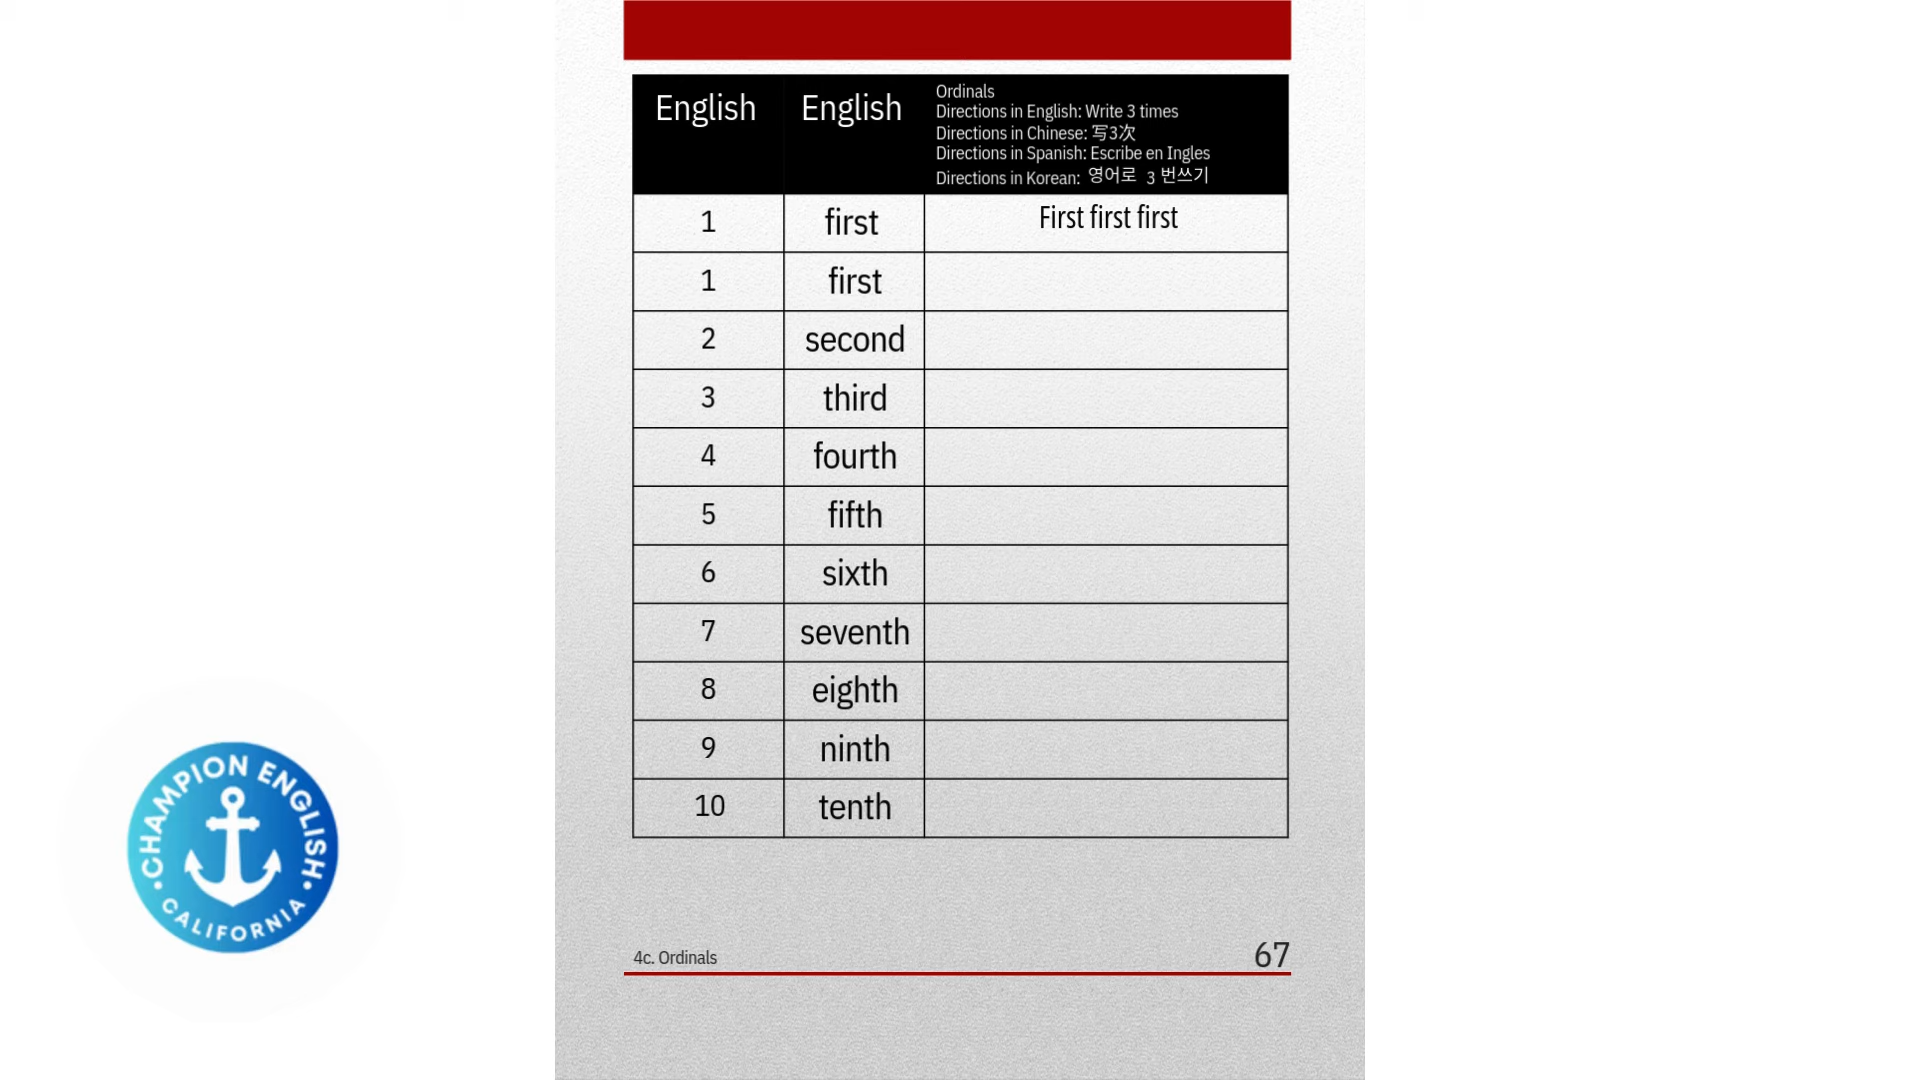 English English Ordinals
Directions in English: Write 3 times
Directions in Chinese: 写3次
Directions in Spanish: Escribe en Ingles
Directions in Korean: 영어로 3 번쓰기
1 first First first first
1 first
2 second
3 third
4 fourth
5 fifth
6 sixth
7 seventh
8 eighth
9 ninth
10 tenth
CHAMPION ENGLISH
CALIFORNIA
4c. Ordinals 67